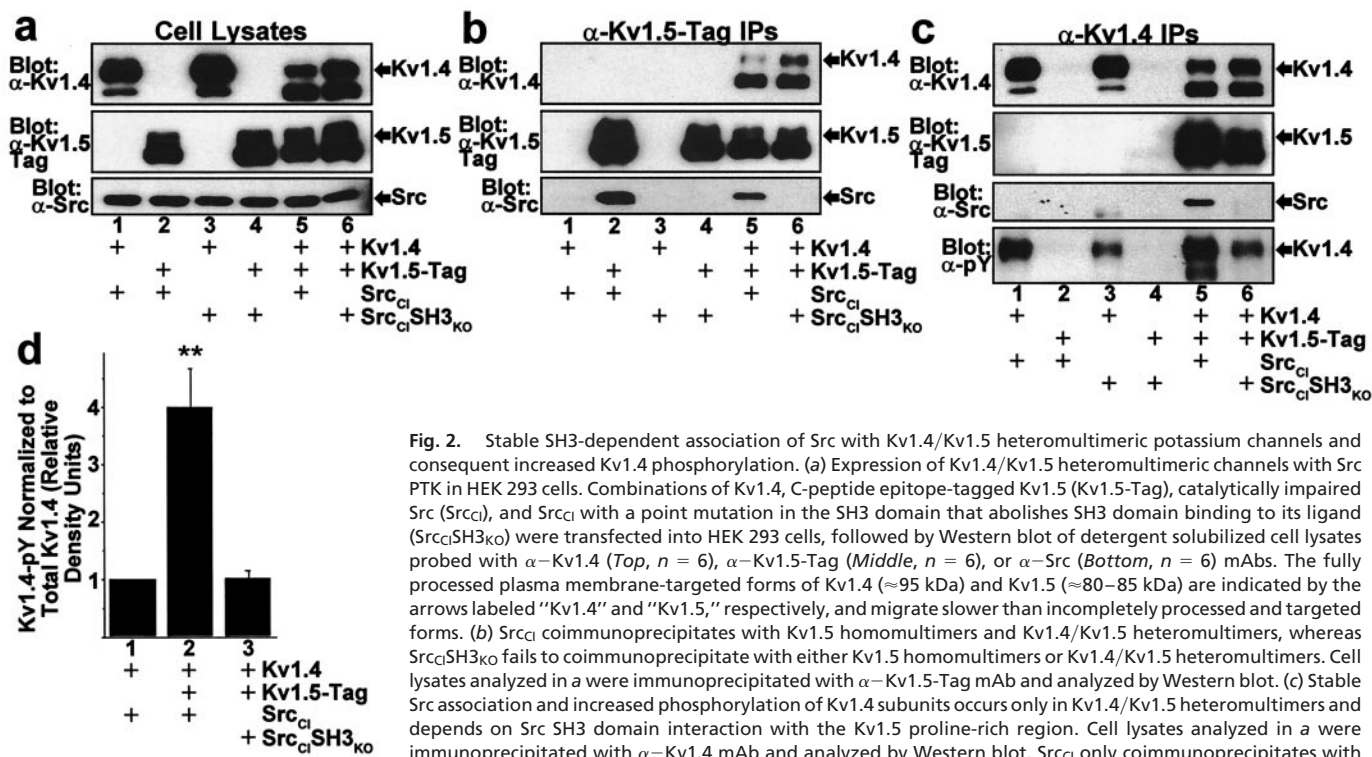 a
Cell Lysates
Blot:
α-Kv1.4
Kv1.4
Blot:
α-Kv1.5
Tag
Kv1.5
Blot:
α-Src
Src
1 2 3 4 5 6
+ + + + Kv1.4
+ + + + Kv1.5-Tag
+ + + SrcCI
+ + + SrcCISH3KO
b
α-Kv1.5-Tag IPs
Blot:
α-Kv1.4
Kv1.4
Blot:
α-Kv1.5
Tag
Kv1.5
Blot:
α-Src
Src
1 2 3 4 5 6
+ + + + Kv1.4
+ + + + Kv1.5-Tag
+ + + SrcCI
+ + + SrcCISH3KO
c
α-Kv1.4 IPs
Blot:
α-Kv1.4
Kv1.4
Blot:
α-Kv1.5
Tag
Kv1.5
Blot:
α-Src
Src
Blot:
α-pY
Kv1.4
1 2 3 4 5 6
+ + + + Kv1.4
+ + + + Kv1.5-Tag
+ + + SrcCI
+ + + SrcCISH3KO
d
Kv1.4-pY Normalized to
Total Kv1.4 (Relative
Density Units)
4
3
2
1
**
1 2 3
+ + + Kv1.4
+ + Kv1.5-Tag
+ + SrcCI
+ SrcCISH3KO
Fig. 2. Stable SH3-dependent association of Src with Kv1.4/Kv1.5 heteromultimeric potassium channels and
consequent increased Kv1.4 phosphorylation. (a) Expression of Kv1.4/Kv1.5 heteromultimeric channels with Src
PTK in HEK 293 cells. Combinations of Kv1.4, C-peptide epitope-tagged Kv1.5 (Kv1.5-Tag), catalytically impaired
Src (SrcCI), and SrcCI with a point mutation in the SH3 domain that abolishes SH3 domain binding to its ligand
(SrcCISH3KO) were transfected into HEK 293 cells, followed by Western blot of detergent solubilized cell lysates
probed with α−Kv1.4 (Top, n = 6), α−Kv1.5-Tag (Middle, n = 6), or α−Src (Bottom, n = 6) mAbs. The fully
processed plasma membrane-targeted forms of Kv1.4 (≈95 kDa) and Kv1.5 (≈80–85 kDa) are indicated by the
arrows labeled ''Kv1.4'' and ''Kv1.5,'' respectively, and migrate slower than incompletely processed and targeted
forms. (b) SrcCI coimmunoprecipitates with Kv1.5 homomultimers and Kv1.4/Kv1.5 heteromultimers, whereas
SrcCISH3KO fails to coimmunoprecipitate with either Kv1.5 homomultimers or Kv1.4/Kv1.5 heteromultimers. Cell
lysates analyzed in a were immunoprecipitated with α−Kv1.5-Tag mAb and analyzed by Western blot. (c) Stable
Src association and increased phosphorylation of Kv1.4 subunits occurs only in Kv1.4/Kv1.5 heteromultimers and
depends on Src SH3 domain interaction with the Kv1.5 proline-rich region. Cell lysates analyzed in a were
immunoprecipitated with α−Kv1.4 mAb and analyzed by Western blot. SrcCI only coimmunoprecipitates with